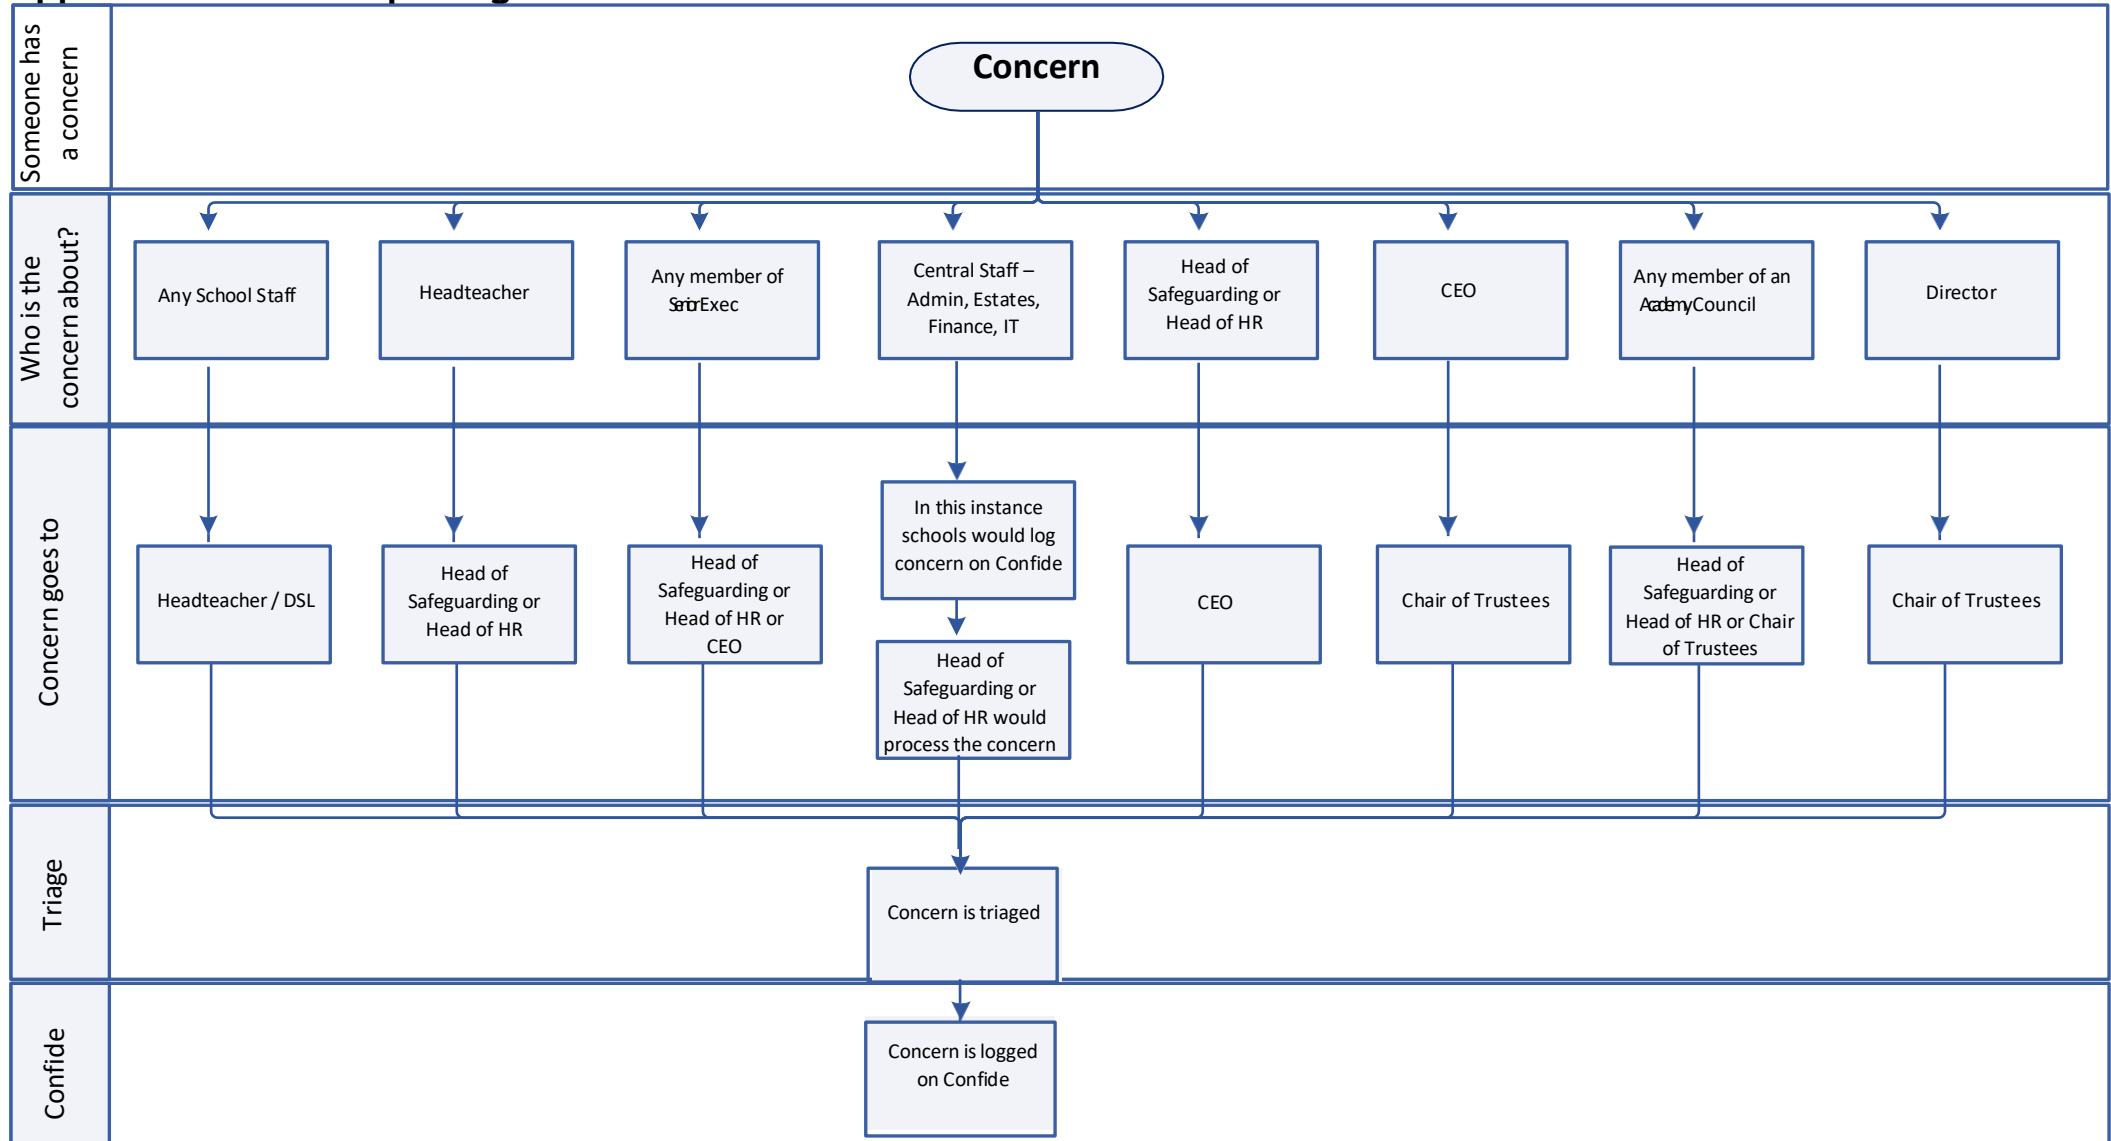 Someone has
a concern
Concern
Who is the
concern about?
Any School Staff
Headteacher
Any member of
Senior Exec
Central Staff –
Admin, Estates,
Finance, IT
Head of
Safeguarding or
Head of HR
CEO
Any member of an
Academy Council
Director
Concern goes to
Headteacher / DSL
Head of
Safeguarding or
Head of HR
Head of
Safeguarding or
Head of HR or
CEO
In this instance
schools would log
concern on Confide
Head of
Safeguarding or
Head of HR would
process the concern
CEO
Chair of Trustees
Head of
Safeguarding or
Head of HR or Chair
of Trustees
Chair of Trustees
Triage
Concern is triaged
Confide
Concern is logged
on Confide